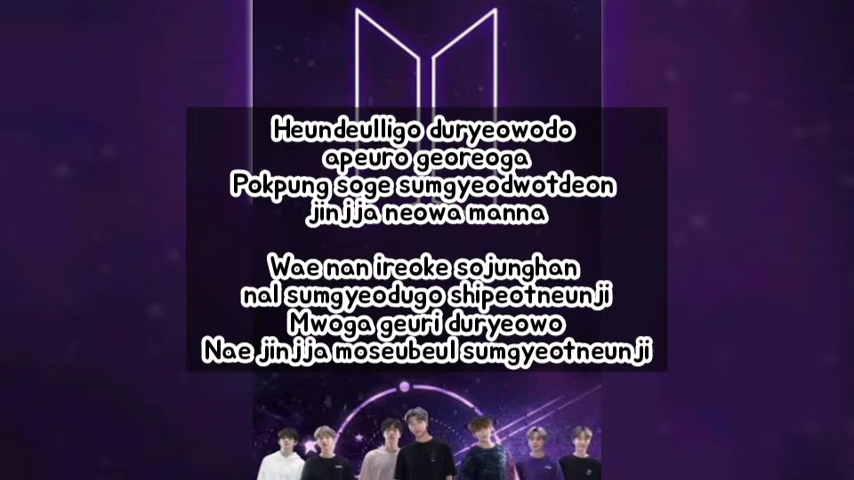 Heundeulligo duryeowodo
apeuro georeoga
Pokpung soge sumgyeodwotdeon
jinjja neowa manna
Wae nan ireoke sojunghan
nal sumgyeodugo shipeotneunji
Mwoga geuri duryeowo
Nae jinjja moseubeul sumgyeotneunji